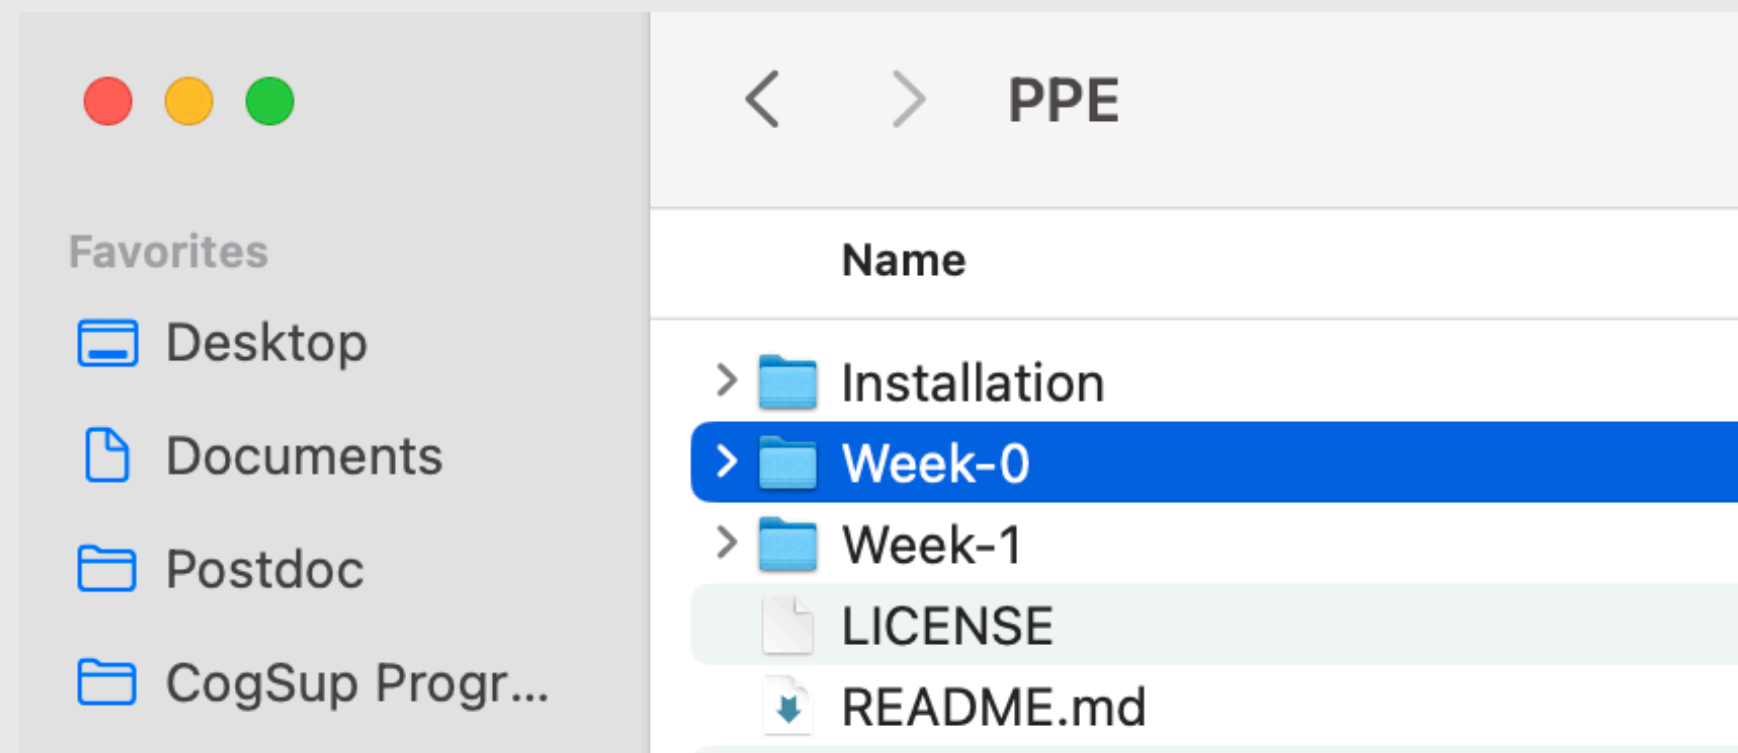 PPE
Favorites
Desktop
Documents
Postdoc
CogSup Progr...
Name
Installation
Week-0
Week-1
LICENSE
README.md